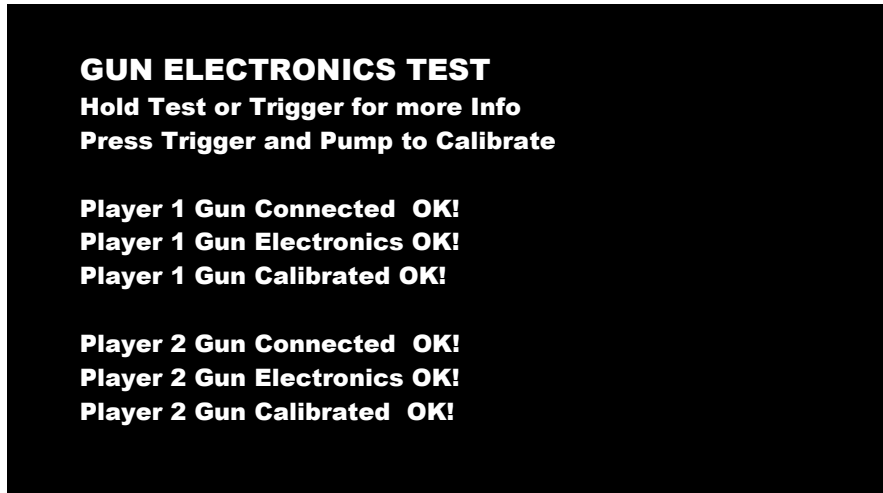 GUN ELECTRONICS TEST
Hold Test or Trigger for more Info
Press Trigger and Pump to Calibrate
Player 1 Gun Connected  OK!
Player 1 Gun Electronics OK!
Player 1 Gun Calibrated OK!
Player 2 Gun Connected  OK!
Player 2 Gun Electronics OK!
Player 2 Gun Calibrated  OK!